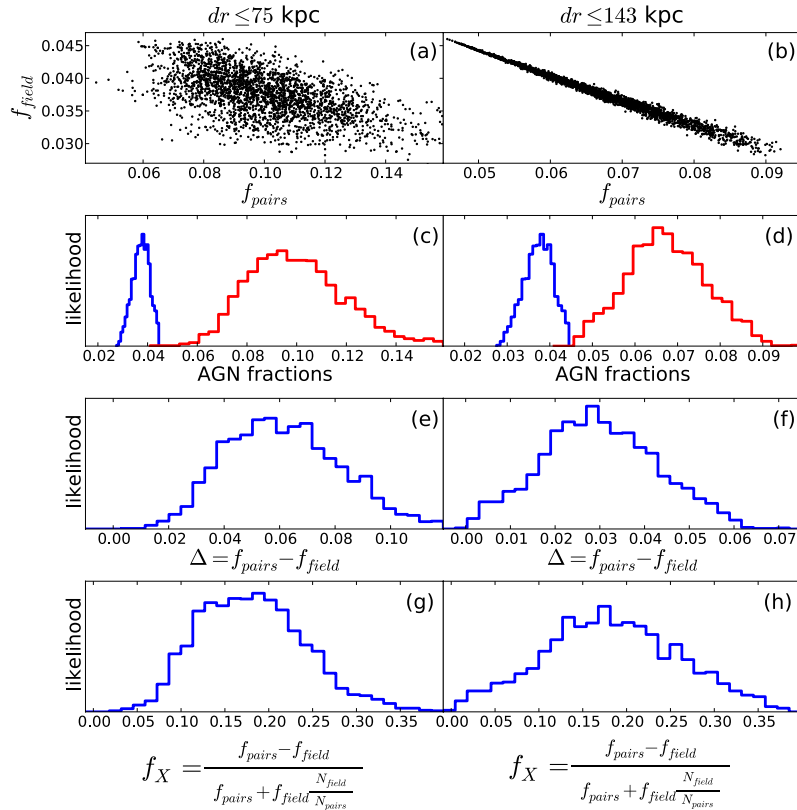 dr ≤75 kpc
dr ≤143 kpc
(a)
(b)
0.045
0.040
0.035
0.030
f_field
0.06 0.08 0.10 0.12 0.14
0.05 0.06 0.07 0.08 0.09
f_pairs
f_pairs
(c)
(d)
likelihood
0.02 0.04 0.06 0.08 0.10 0.12 0.14
0.02 0.03 0.04 0.05 0.06 0.07 0.08 0.09
AGN fractions
AGN fractions
(e)
(f)
likelihood
0.00 0.02 0.04 0.06 0.08 0.10
0.00 0.01 0.02 0.03 0.04 0.05 0.06 0.07
Δ = f_pairs − f_field
Δ = f_pairs − f_field
(g)
(h)
likelihood
0.00 0.05 0.10 0.15 0.20 0.25 0.30 0.35
0.00 0.05 0.10 0.15 0.20 0.25 0.30 0.35
f_X = (f_pairs − f_field) / (f_pairs + f_field N_field/N_pairs)
f_X = (f_pairs − f_field) / (f_pairs + f_field N_field/N_pairs)